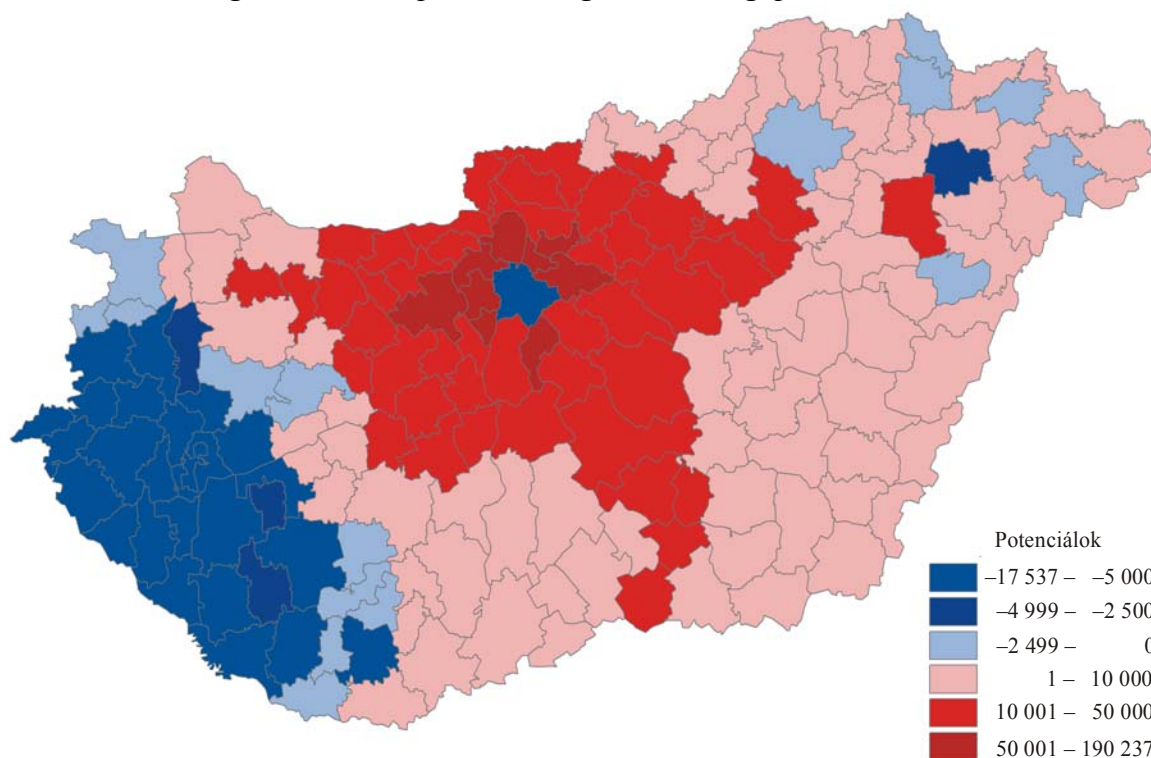 Potenciálok
–17 537 – –5 000
–4 999 – –2 500
–2 499 – 0
1 – 10 000
10 001 – 50 000
50 001 – 190 237